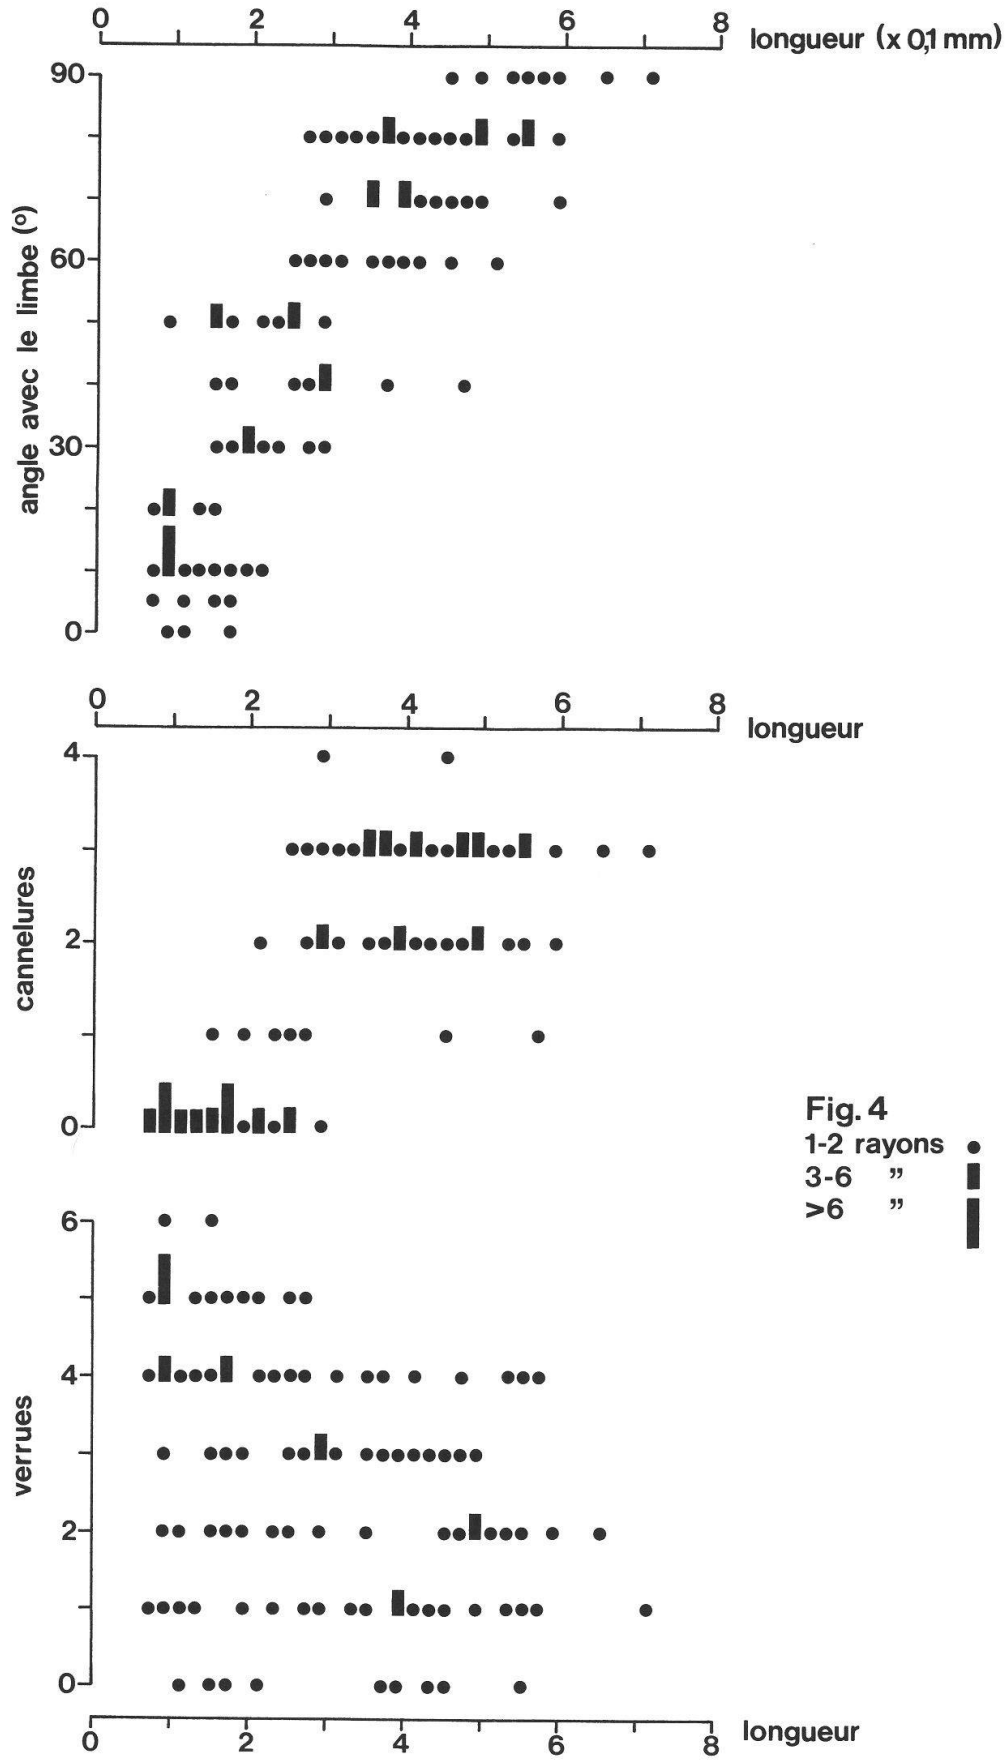 0 2 4 6 8 longueur (x 0,1 mm)
90
60
30
0
angle avec le limbe (°)
0 2 4 6 8 longueur
4
2
0
cannelures
Fig. 4
1-2 rayons
3-6 ”
>6 ”
6
4
2
0
verrues
0 2 4 6 8 longueur